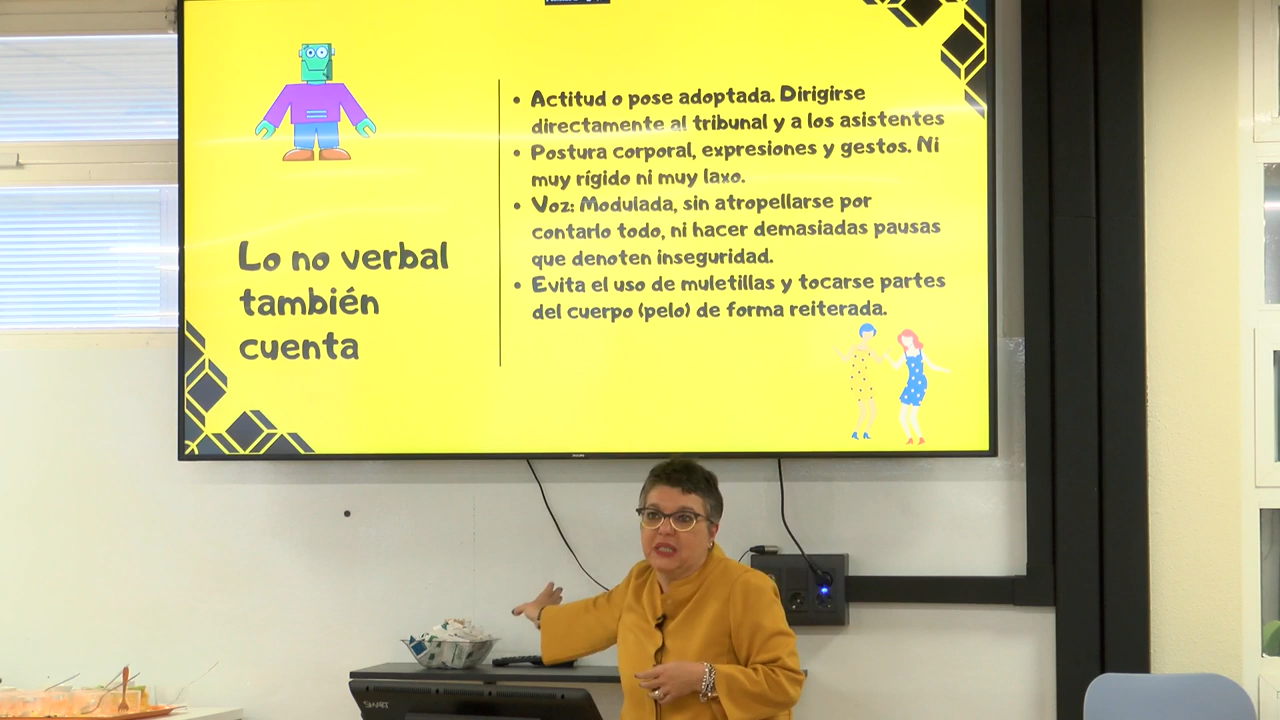 Lo no verbal
también
cuenta
• Actitud o pose adoptada. Dirigirse
directamente al tribunal y a los asistentes
• Postura corporal, expresiones y gestos. Ni
muy rígido ni muy laxo.
• Voz: Modulada, sin atropellarse por
contarlo todo, ni hacer demasiadas pausas
que denoten inseguridad.
• Evita el uso de muletillas y tocarse partes
del cuerpo (pelo) de forma reiterada.
SMART